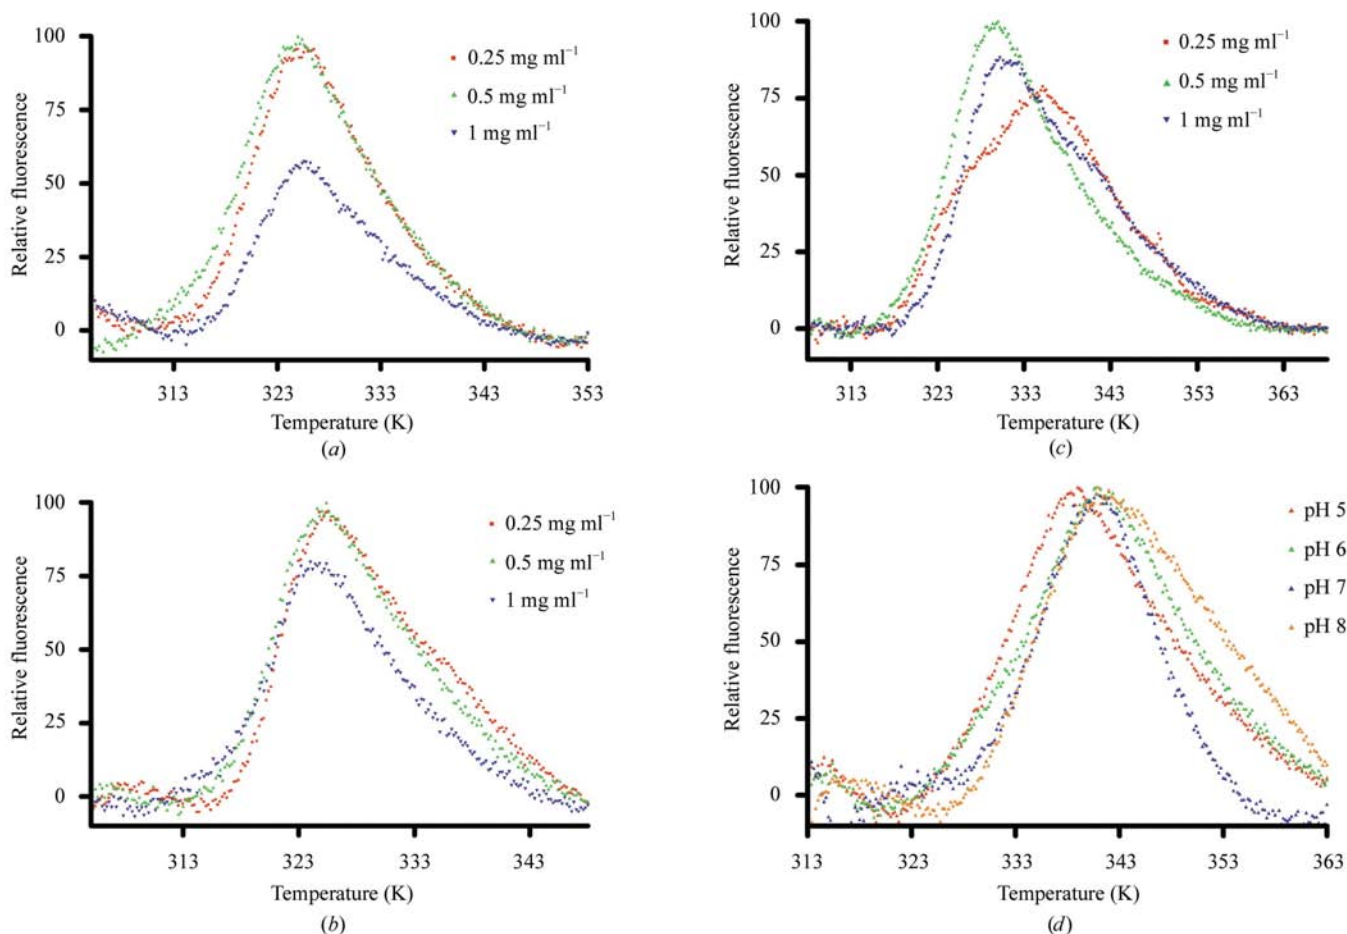 100
75
50
25
0
Relative fluorescence
0.25 mg ml⁻¹
0.5 mg ml⁻¹
1 mg ml⁻¹
313 323 333 343 353
Temperature (K)
(a)
100
75
50
25
0
Relative fluorescence
0.25 mg ml⁻¹
0.5 mg ml⁻¹
1 mg ml⁻¹
313 323 333 343
Temperature (K)
(b)
100
75
50
25
0
Relative fluorescence
0.25 mg ml⁻¹
0.5 mg ml⁻¹
1 mg ml⁻¹
313 323 333 343 353 363
Temperature (K)
(c)
100
75
50
25
0
Relative fluorescence
pH 5
pH 6
pH 7
pH 8
313 323 333 343 353 363
Temperature (K)
(d)